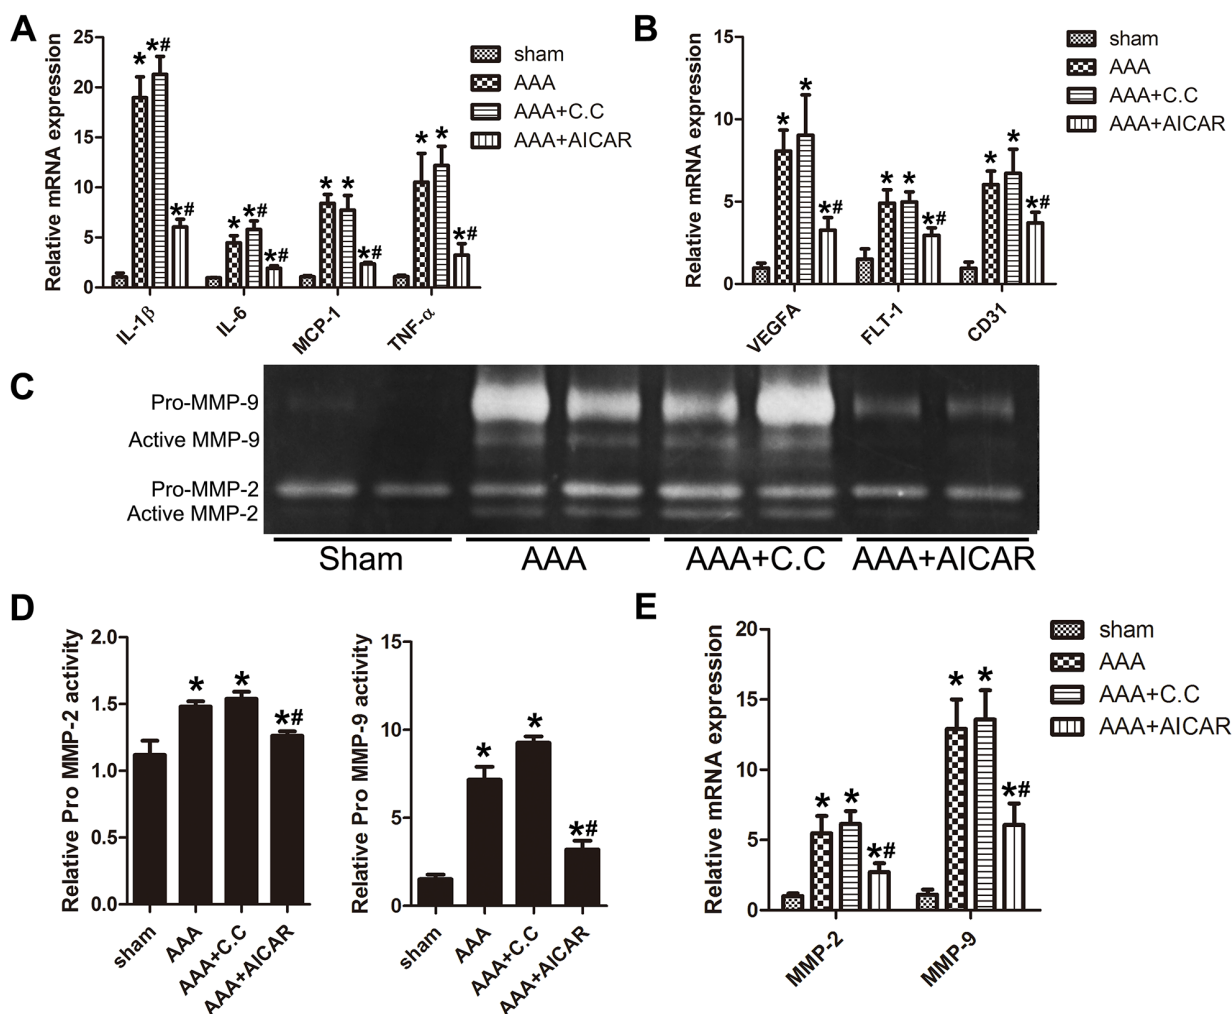 A
Relative mRNA expression
25
20
15
10
5
0
*
*#
*
*#
*#
*#
*
*
*#
*
*
*#
IL-1β
IL-6
MCP-1
TNF-α
sham
AAA
AAA+C.C
AAA+AICAR
B
Relative mRNA expression
15
10
5
0
*
*
*#
*
*
*#
*
*
*#
VEGFA
FLT-1
CD31
sham
AAA
AAA+C.C
AAA+AICAR
C
Pro-MMP-9
Active MMP-9
Pro-MMP-2
Active MMP-2
Sham
AAA
AAA+C.C
AAA+AICAR
D
Relative Pro MMP-2 activity
2.0
1.5
1.0
0.5
0.0
*
*
*#
sham
AAA
AAA+C.C
AAA+AICAR
Relative Pro MMP-9 activity
15
10
5
0
*
*
*#
sham
AAA
AAA+C.C
AAA+AICAR
E
Relative mRNA expression
20
15
10
5
0
*
*
*#
*
*
*#
MMP-2
MMP-9
sham
AAA
AAA+C.C
AAA+AICAR